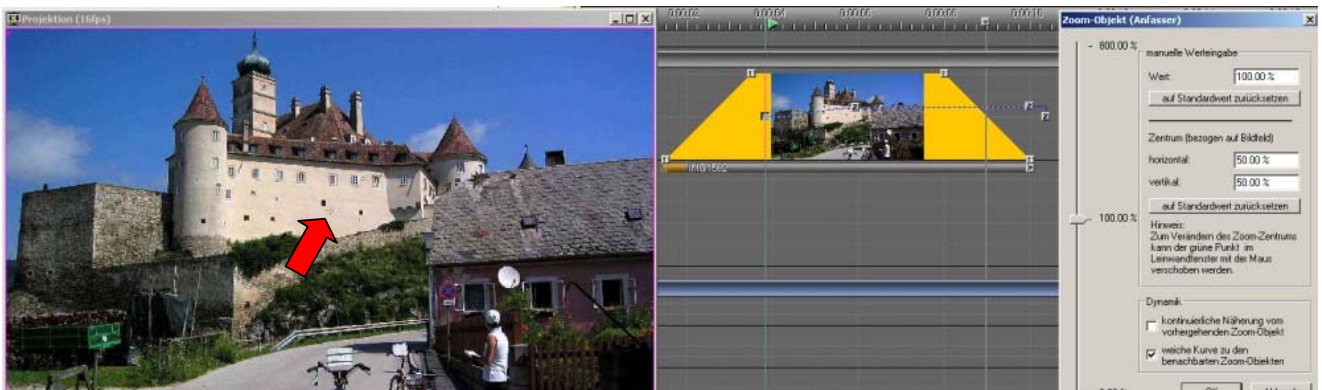 Projektion (16fps)
Zoom-Objekt (Anfasser)
800.00 %
manuelle Werteingabe
Wert: 100.00 %
auf Standardwert zurücksetzen
Zentrum (bezogen auf Bildfeld)
horizontal: 50.00 %
vertikal: 50.00 %
auf Standardwert zurücksetzen
100.00 %
Hinweis:
Zum Verändern des Zoom-Zentrums
kann der grüne Punkt im
Leinwandfenster mit der Maus
verschoben werden.
Dynamik
kontinuierliche Näherung vom
vorhergehenden Zoom-Objekt
weiche Kurve zu den
benachbarten Zoom-Objekten